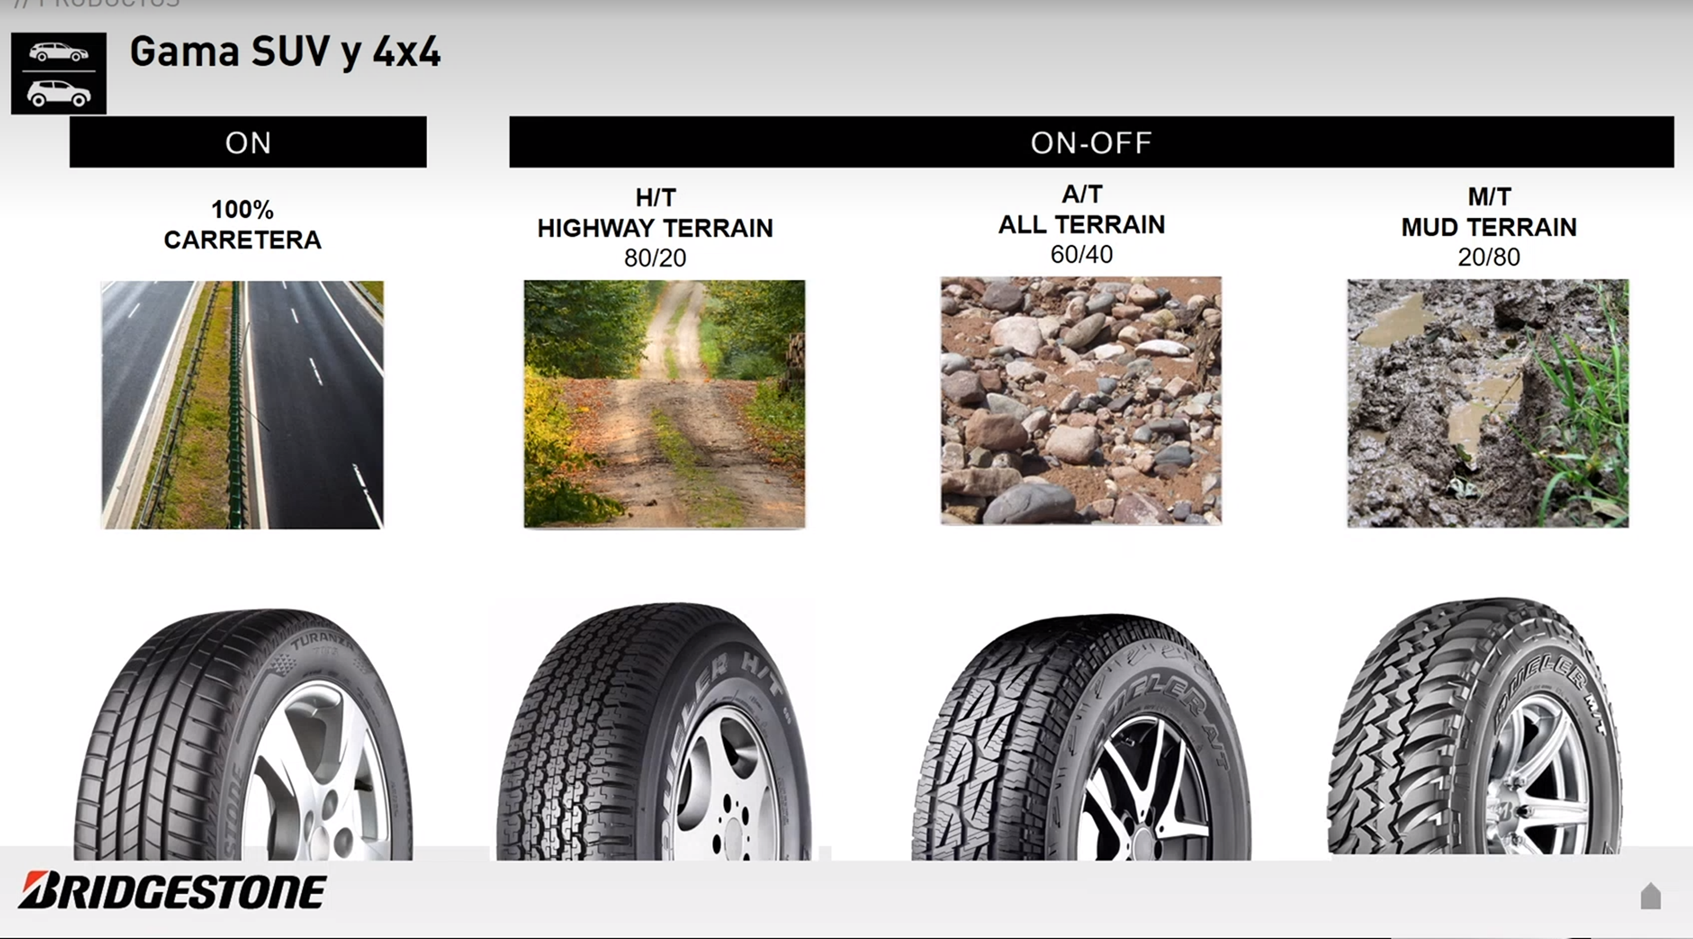 // PRODUCTOS
Gama SUV y 4x4
ON
ON-OFF
100%
CARRETERA
H/T
HIGHWAY TERRAIN
80/20
A/T
ALL TERRAIN
60/40
M/T
MUD TERRAIN
20/80
TURANZA
DUELER H/T
DUELER A/T
DUELER M/T
BRIDGESTONE